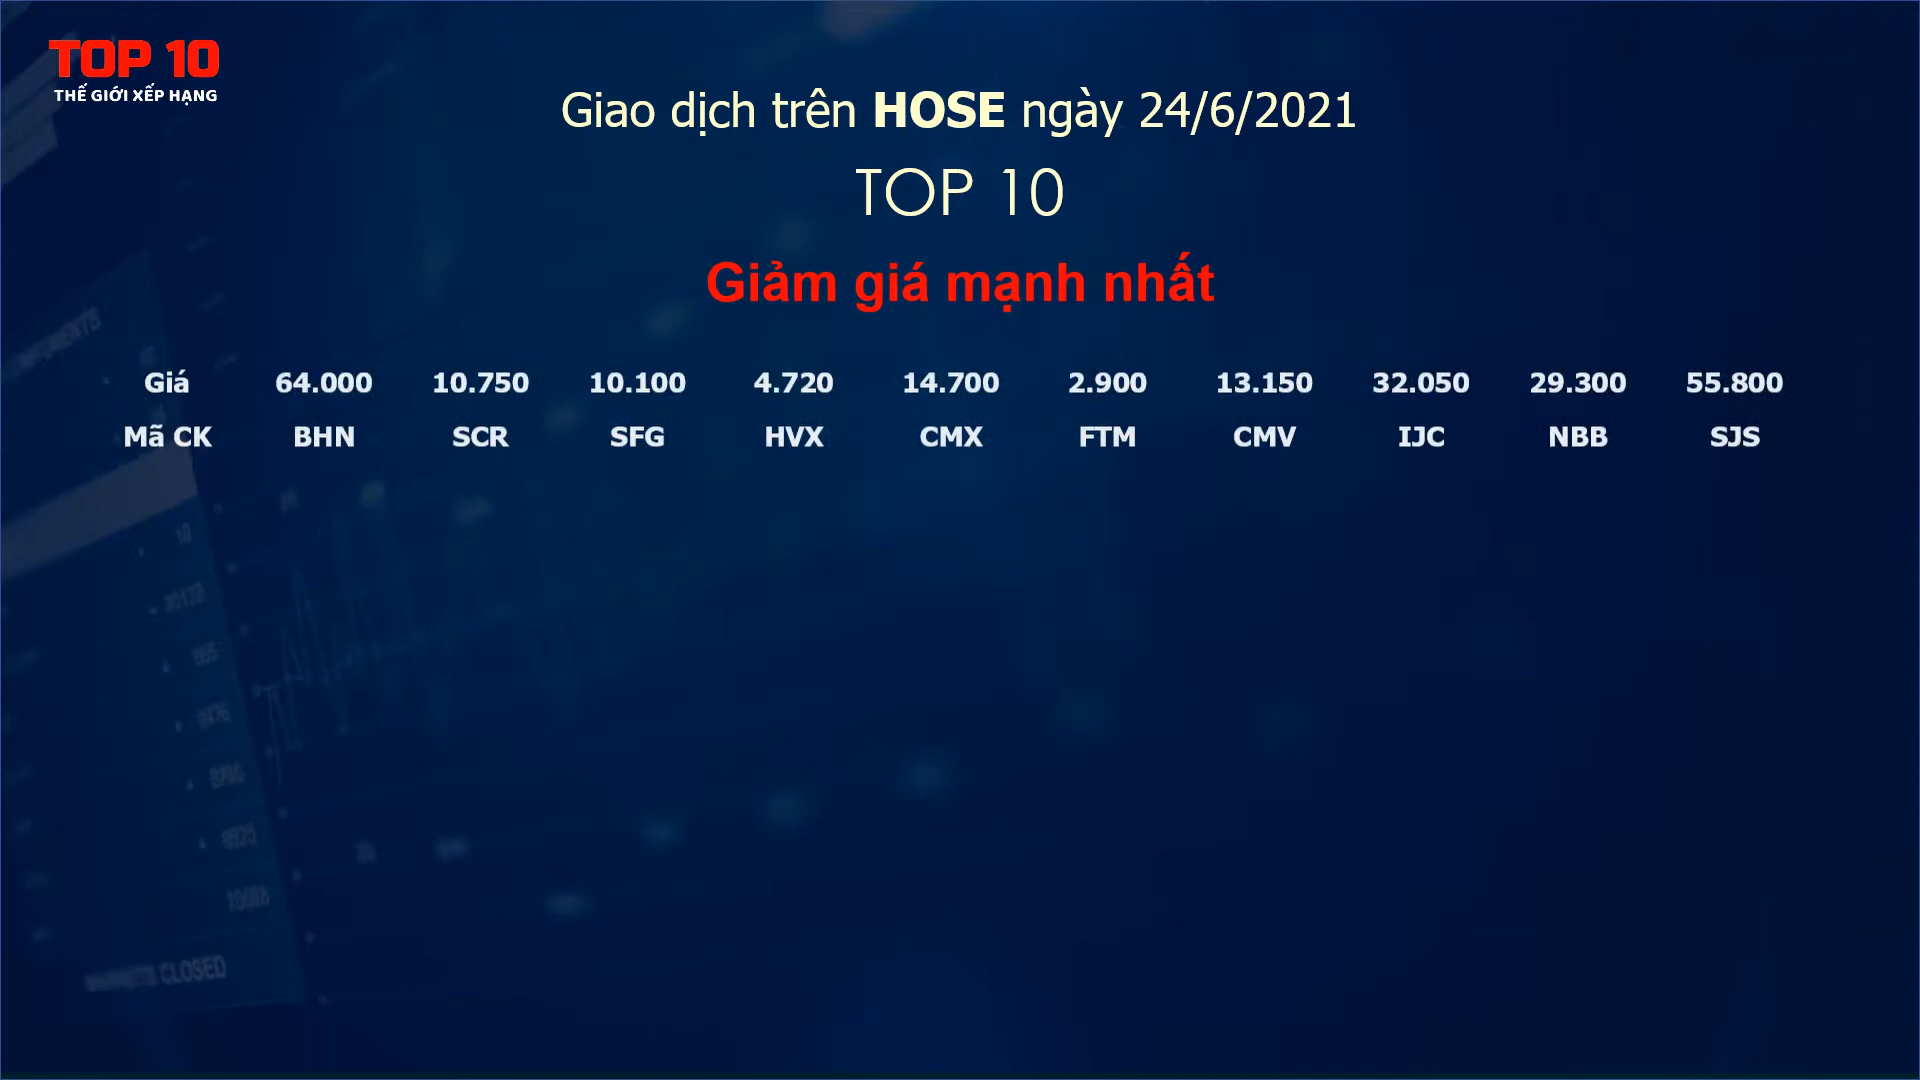 TOP 10
THẾ GIỚI XẾP HẠNG
Giao dịch trên HOSE ngày 24/6/2021
TOP 10
Giảm giá mạnh nhất
Giá 64.000 10.750 10.100 4.720 14.700 2.900 13.150 32.050 29.300 55.800
Mã CK BHN SCR SFG HVX CMX FTM CMV IJC NBB SJS
CLOSED